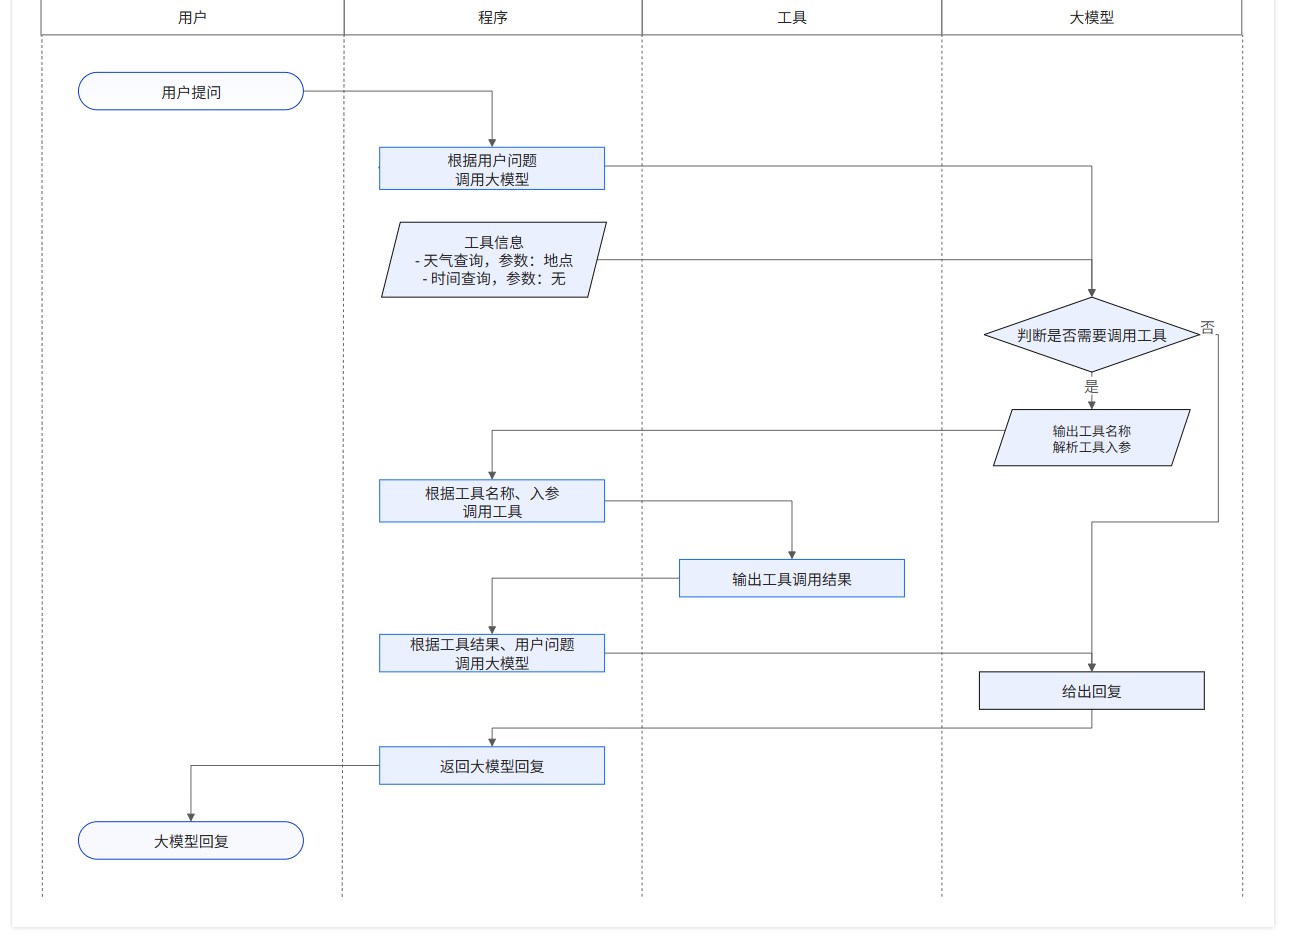 用户
程序
工具
大模型
用户提问
根据用户问题
调用大模型
工具信息
- 天气查询，参数：地点
- 时间查询，参数：无
判断是否需要调用工具
否
是
输出工具名称
解析工具入参
根据工具名称、入参
调用工具
输出工具调用结果
根据工具结果、用户问题
调用大模型
给出回复
返回大模型回复
大模型回复